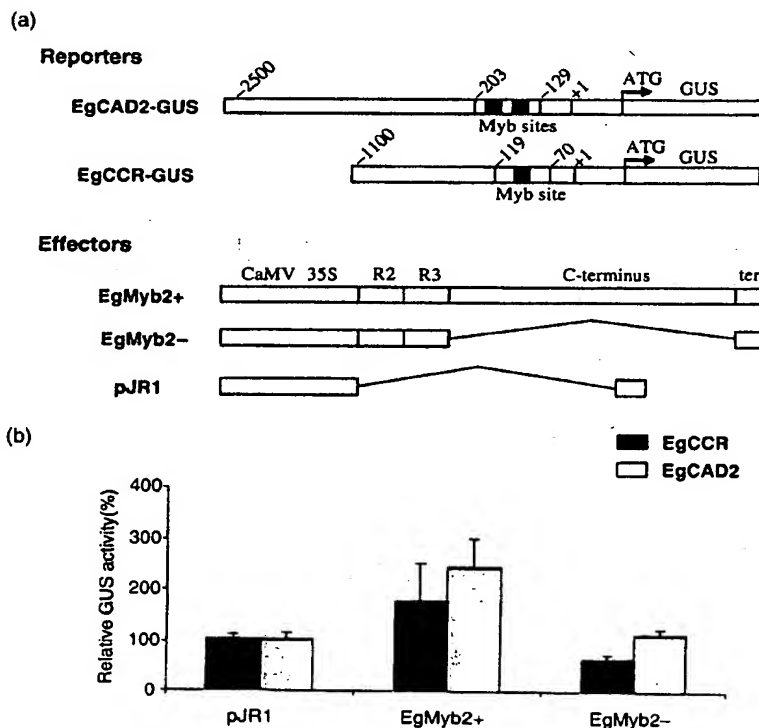 (a)
Reporters
−2500 −203 −129 +1 ATG GUS
EgCAD2-GUS
Myb sites
−1100 −119 −70 +1 ATG GUS
EgCCR-GUS
Myb site
Effectors
CaMV 35S R2 R3 C-terminus ter
EgMyb2+
EgMyb2−
pJR1
(b)
EgCCR
EgCAD2
Relative GUS activity(%)
400
300
200
100
0
pJR1 EgMyb2+ EgMyb2−